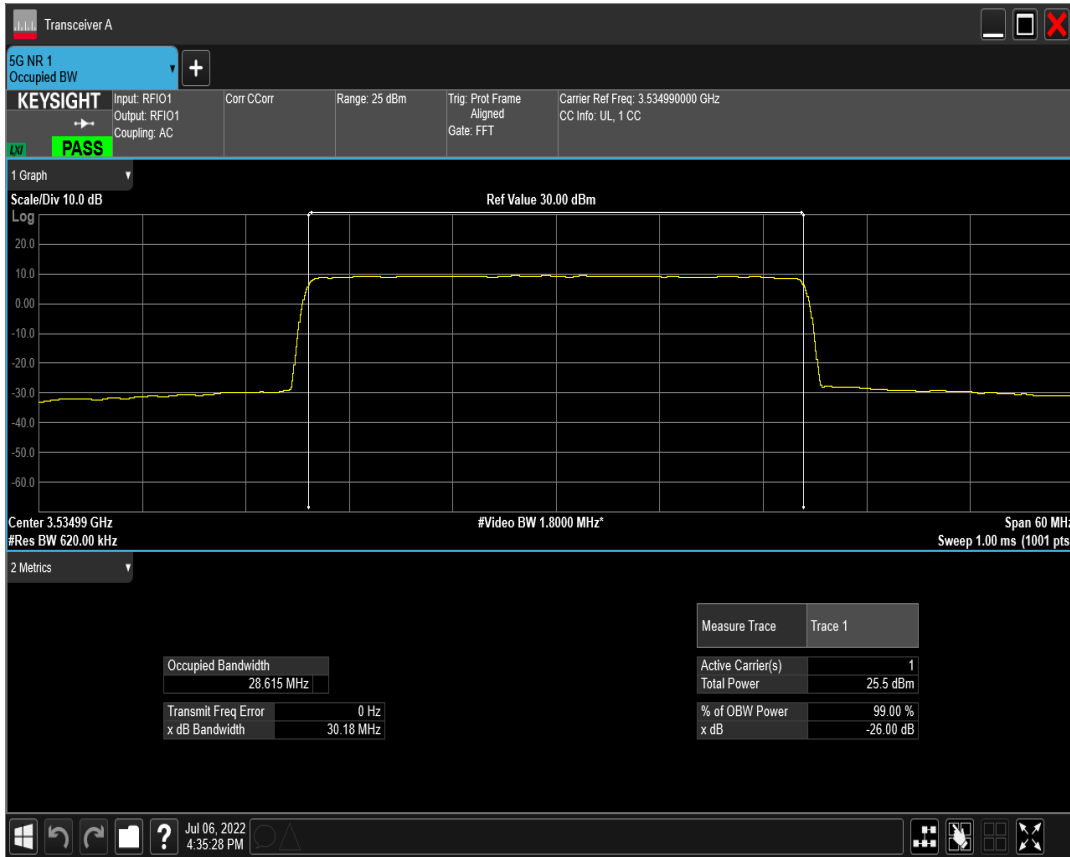 Transceiver A
5G NR 1
Occupied BW
+
KEYSIGHT
LXI
PASS
Input: RFIO1
Output: RFIO1
Coupling: AC
Corr CCorr
Range: 25 dBm
Trig: Prot Frame
Aligned
Gate: FFT
Carrier Ref Freq: 3.534990000 GHz
CC Info: UL, 1 CC
1 Graph
Scale/Div 10.0 dB
Ref Value 30.00 dBm
Log
20.0
10.0
0.00
-10.0
-20.0
-30.0
-40.0
-50.0
-60.0
Center 3.53499 GHz
#Video BW 1.8000 MHz*
Span 60 MHz
#Res BW 620.00 kHz
Sweep 1.00 ms (1001 pts
2 Metrics
Measure Trace Trace 1
Occupied Bandwidth
28.615 MHz
Active Carrier(s) 1
Total Power 25.5 dBm
Transmit Freq Error 0 Hz
x dB Bandwidth 30.18 MHz
% of OBW Power 99.00 %
x dB -26.00 dB
?
Jul 06, 2022
4:35:28 PM